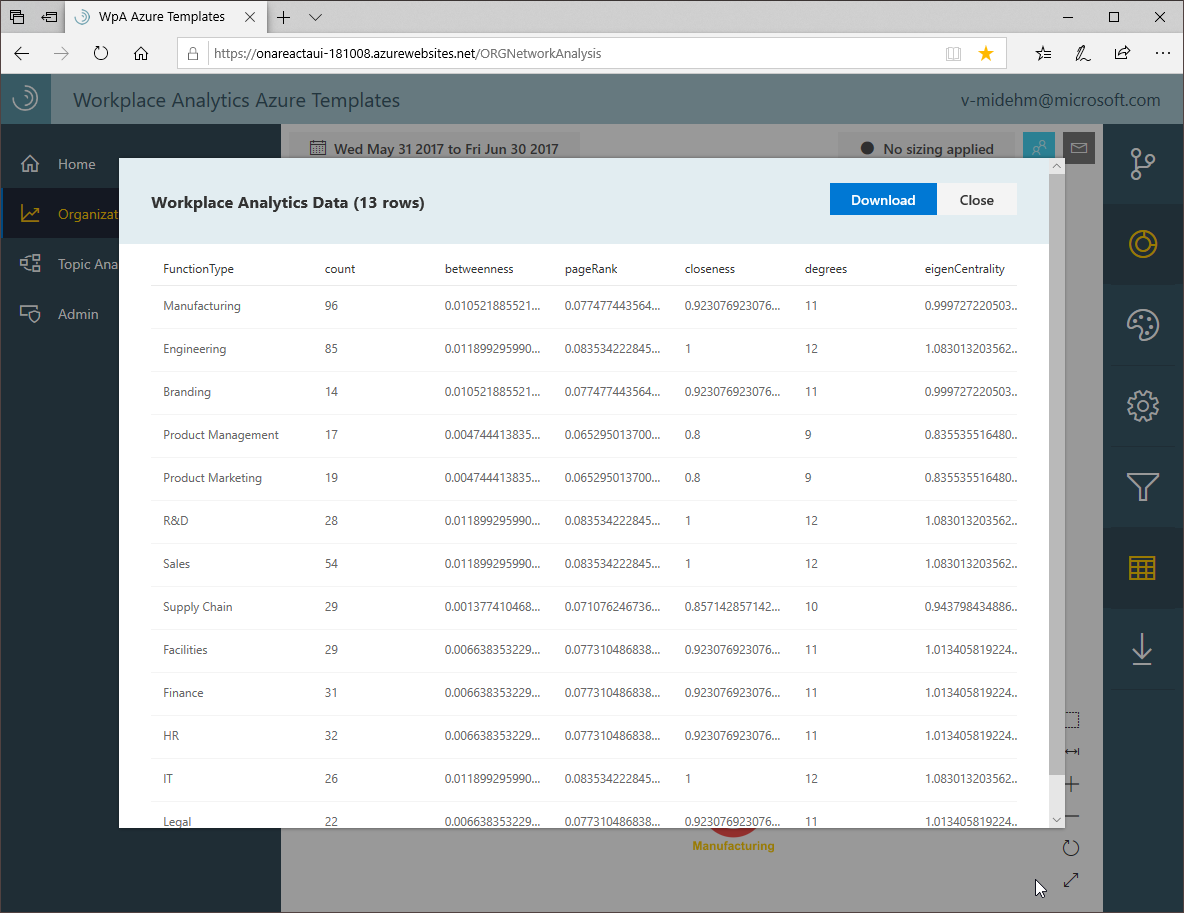 WpA Azure Templates
https://onareactaui-181008.azurewebsites.net/ORGNetworkAnalysis
Workplace Analytics Azure Templates
v-midehm@microsoft.com
Home
Organizat
Topic Ana
Admin
Wed May 31 2017 to Fri Jun 30 2017
No sizing applied
Workplace Analytics Data (13 rows)
Download
Close
FunctionType count betweenness pageRank closeness degrees eigenCentrality
Manufacturing 96 0.010521885521... 0.077477443564... 0.923076923076... 11 0.999727220503..
Engineering 85 0.011899295990... 0.083534222845... 1 12 1.083013203562..
Branding 14 0.010521885521... 0.077477443564... 0.923076923076... 11 0.999727220503..
Product Management 17 0.004744413835... 0.065295013700... 0.8 9 0.835535516480..
Product Marketing 19 0.004744413835... 0.065295013700... 0.8 9 0.835535516480..
R&D 28 0.011899295990... 0.083534222845... 1 12 1.083013203562..
Sales 54 0.011899295990... 0.083534222845... 1 12 1.083013203562..
Supply Chain 29 0.001377410468... 0.071076246736... 0.857142857142... 10 0.943798434886..
Facilities 29 0.006638353229... 0.077310486838... 0.923076923076... 11 1.013405819224..
Finance 31 0.006638353229... 0.077310486838... 0.923076923076... 11 1.013405819224..
HR 32 0.006638353229... 0.077310486838... 0.923076923076... 11 1.013405819224..
IT 26 0.011899295990... 0.083534222845... 1 12 1.083013203562..
Legal 22 0.006638353229... 0.077310486838... 0.923076923076... 11 1.013405819224..
Manufacturing